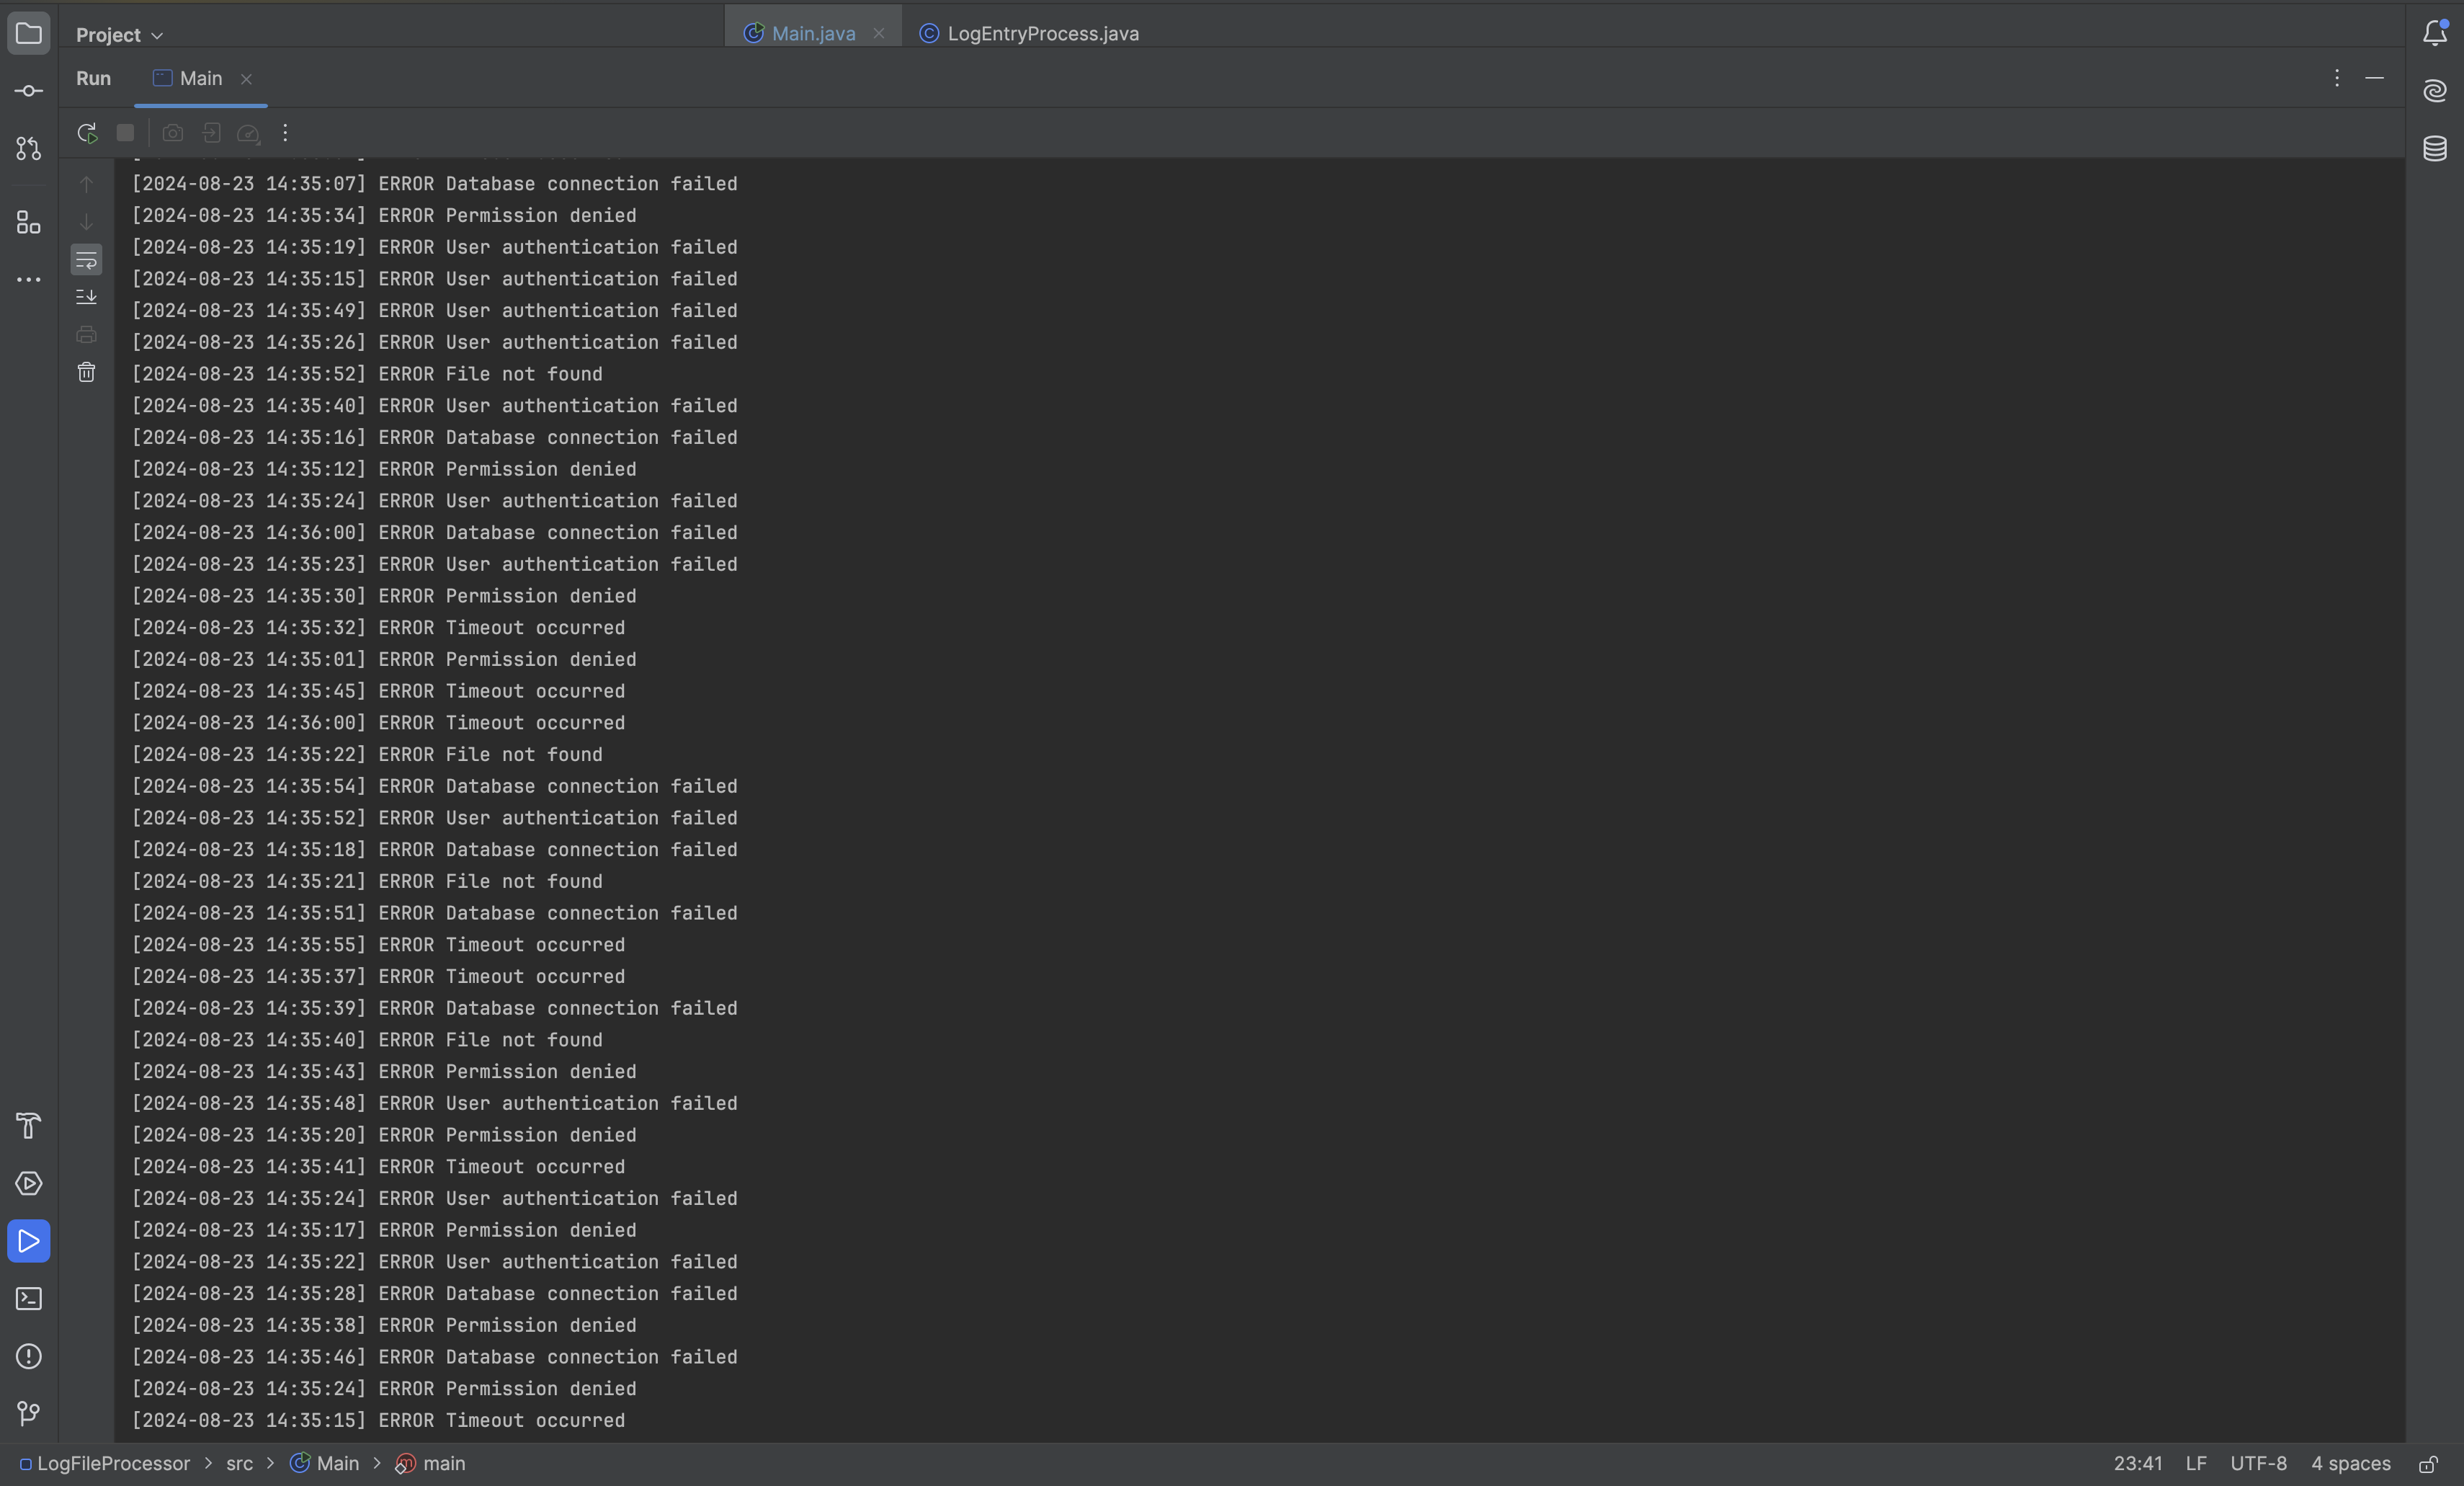 Project
Main.java
LogEntryProcess.java
Run
Main
[2024-08-23 14:35:07] ERROR Database connection failed
[2024-08-23 14:35:34] ERROR Permission denied
[2024-08-23 14:35:19] ERROR User authentication failed
[2024-08-23 14:35:15] ERROR User authentication failed
[2024-08-23 14:35:49] ERROR User authentication failed
[2024-08-23 14:35:26] ERROR User authentication failed
[2024-08-23 14:35:52] ERROR File not found
[2024-08-23 14:35:40] ERROR User authentication failed
[2024-08-23 14:35:16] ERROR Database connection failed
[2024-08-23 14:35:12] ERROR Permission denied
[2024-08-23 14:35:24] ERROR User authentication failed
[2024-08-23 14:36:00] ERROR Database connection failed
[2024-08-23 14:35:23] ERROR User authentication failed
[2024-08-23 14:35:30] ERROR Permission denied
[2024-08-23 14:35:32] ERROR Timeout occurred
[2024-08-23 14:35:01] ERROR Permission denied
[2024-08-23 14:35:45] ERROR Timeout occurred
[2024-08-23 14:36:00] ERROR Timeout occurred
[2024-08-23 14:35:22] ERROR File not found
[2024-08-23 14:35:54] ERROR Database connection failed
[2024-08-23 14:35:52] ERROR User authentication failed
[2024-08-23 14:35:18] ERROR Database connection failed
[2024-08-23 14:35:21] ERROR File not found
[2024-08-23 14:35:51] ERROR Database connection failed
[2024-08-23 14:35:55] ERROR Timeout occurred
[2024-08-23 14:35:37] ERROR Timeout occurred
[2024-08-23 14:35:39] ERROR Database connection failed
[2024-08-23 14:35:40] ERROR File not found
[2024-08-23 14:35:43] ERROR Permission denied
[2024-08-23 14:35:48] ERROR User authentication failed
[2024-08-23 14:35:20] ERROR Permission denied
[2024-08-23 14:35:41] ERROR Timeout occurred
[2024-08-23 14:35:24] ERROR User authentication failed
[2024-08-23 14:35:17] ERROR Permission denied
[2024-08-23 14:35:22] ERROR User authentication failed
[2024-08-23 14:35:28] ERROR Database connection failed
[2024-08-23 14:35:38] ERROR Permission denied
[2024-08-23 14:35:46] ERROR Database connection failed
[2024-08-23 14:35:24] ERROR Permission denied
[2024-08-23 14:35:15] ERROR Timeout occurred
LogFileProcessor > src > Main > main
23:41 LF UTF-8 4 spaces